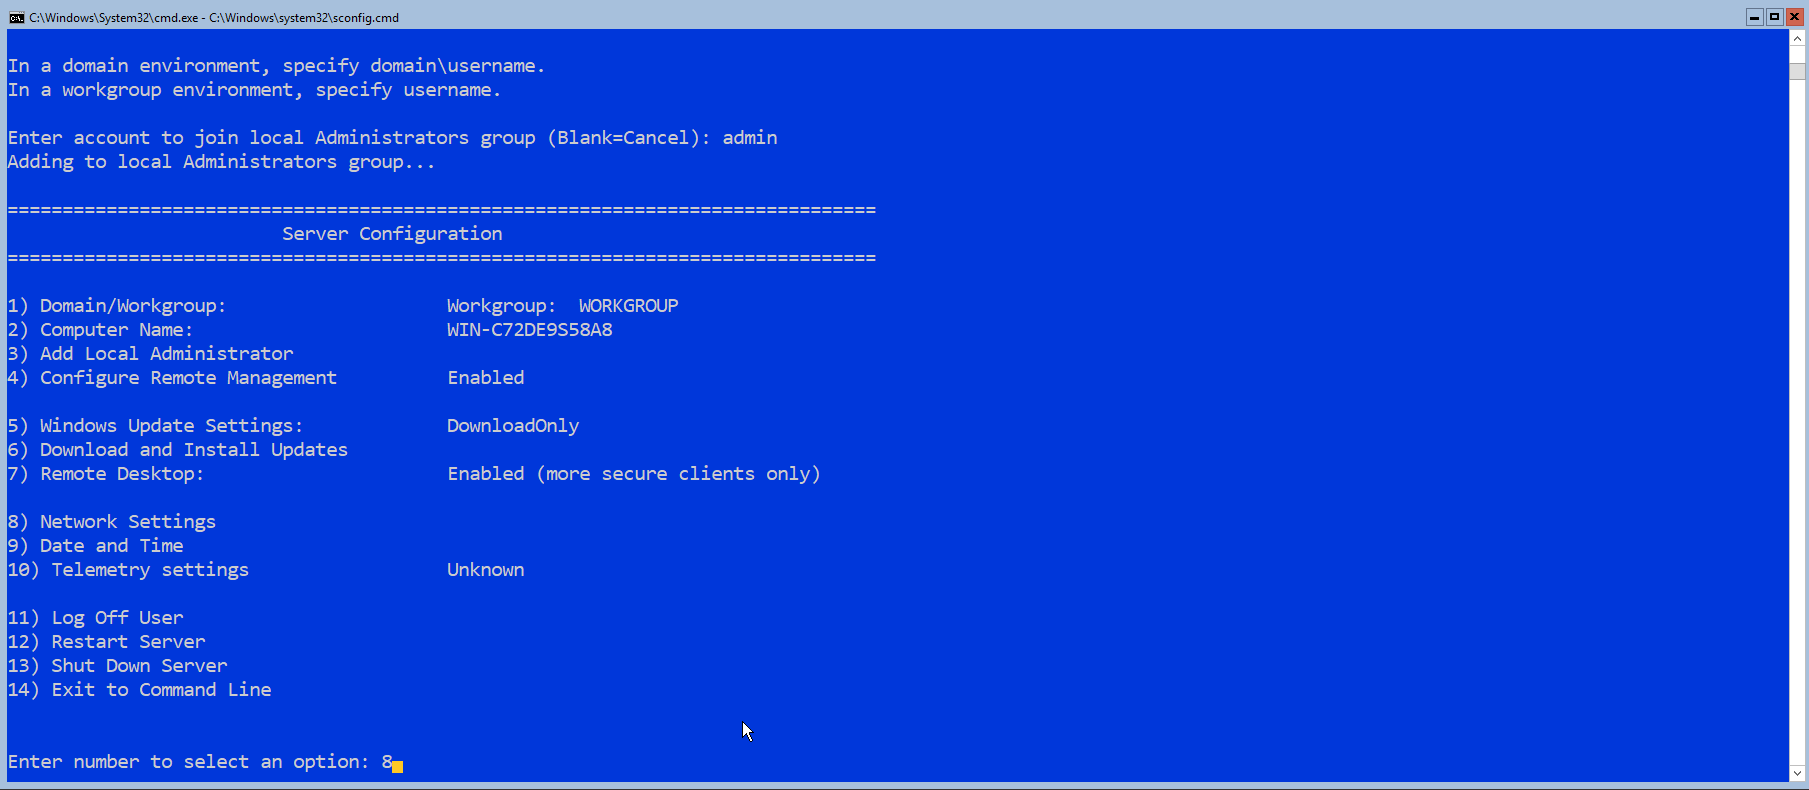 C:\Windows\System32\cmd.exe - C:\Windows\system32\sconfig.cmd
In a domain environment, specify domain\username.
In a workgroup environment, specify username.
Enter account to join local Administrators group (Blank=Cancel): admin
Adding to local Administrators group...
===============================================================================
Server Configuration
===============================================================================
1) Domain/Workgroup: Workgroup: WORKGROUP
2) Computer Name: WIN-C72DE9S58A8
3) Add Local Administrator
4) Configure Remote Management Enabled
5) Windows Update Settings: DownloadOnly
6) Download and Install Updates
7) Remote Desktop: Enabled (more secure clients only)
8) Network Settings
9) Date and Time
10) Telemetry settings Unknown
11) Log Off User
12) Restart Server
13) Shut Down Server
14) Exit to Command Line
Enter number to select an option: 8